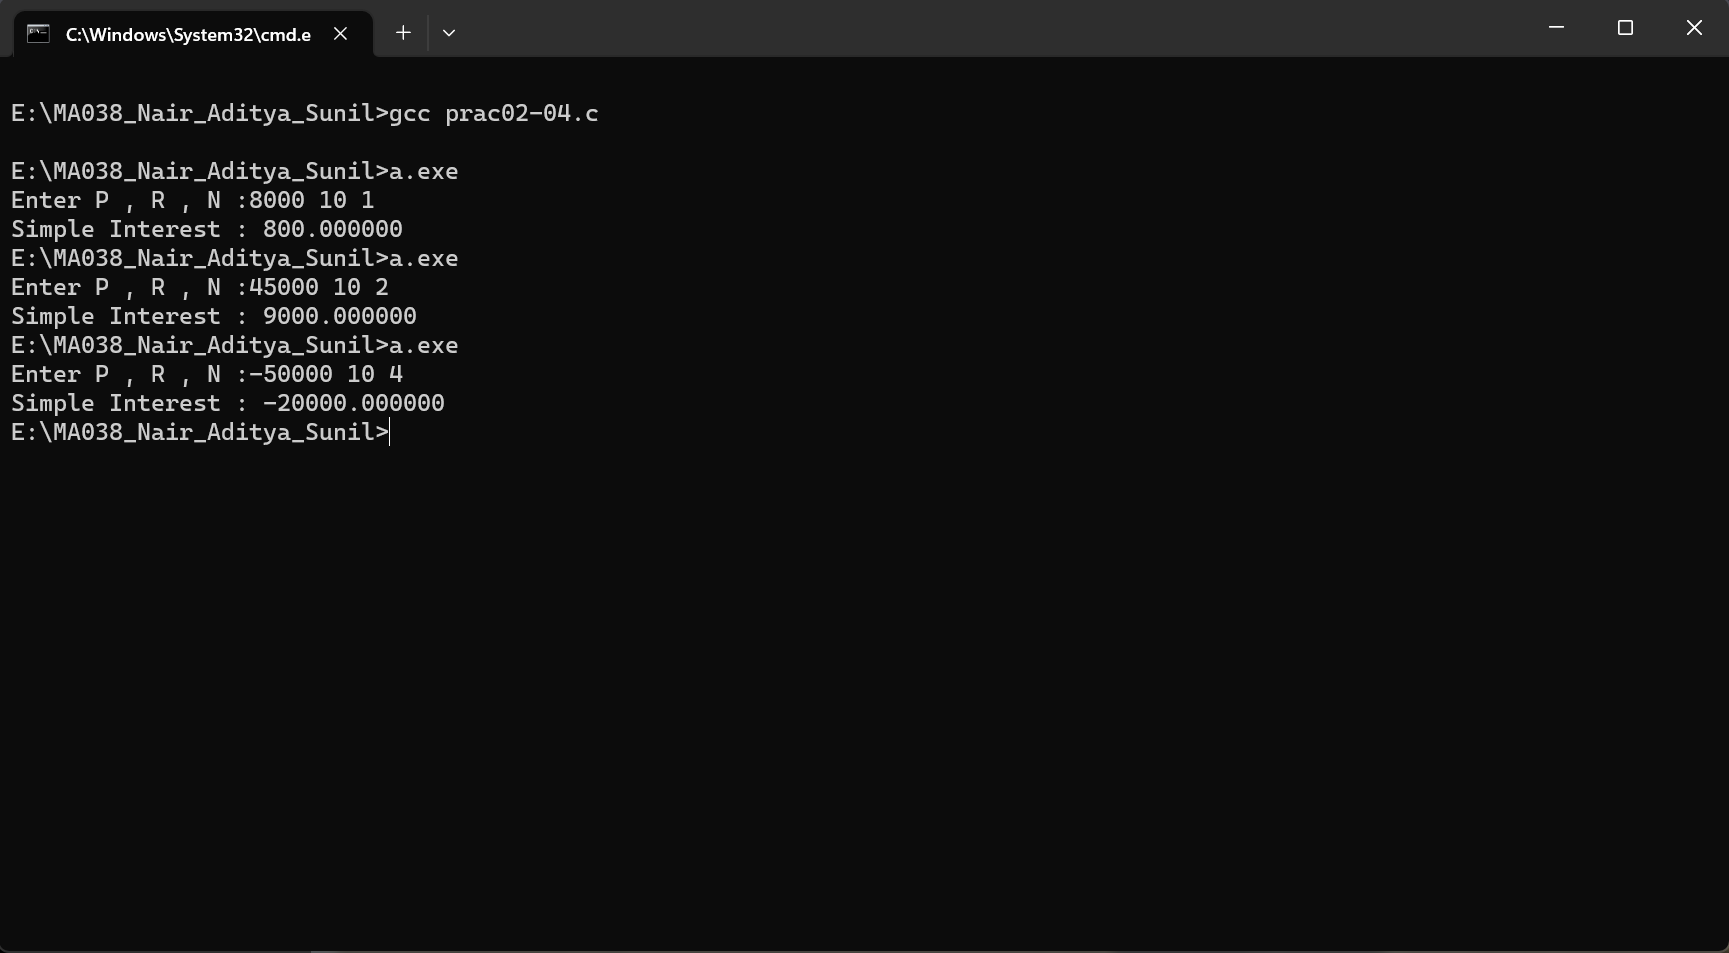 C:\Windows\System32\cmd.e
E:\MA038_Nair_Aditya_Sunil>gcc prac02-04.c
E:\MA038_Nair_Aditya_Sunil>a.exe
Enter P , R , N :8000 10 1
Simple Interest : 800.000000
E:\MA038_Nair_Aditya_Sunil>a.exe
Enter P , R , N :45000 10 2
Simple Interest : 9000.000000
E:\MA038_Nair_Aditya_Sunil>a.exe
Enter P , R , N :-50000 10 4
Simple Interest : -20000.000000
E:\MA038_Nair_Aditya_Sunil>